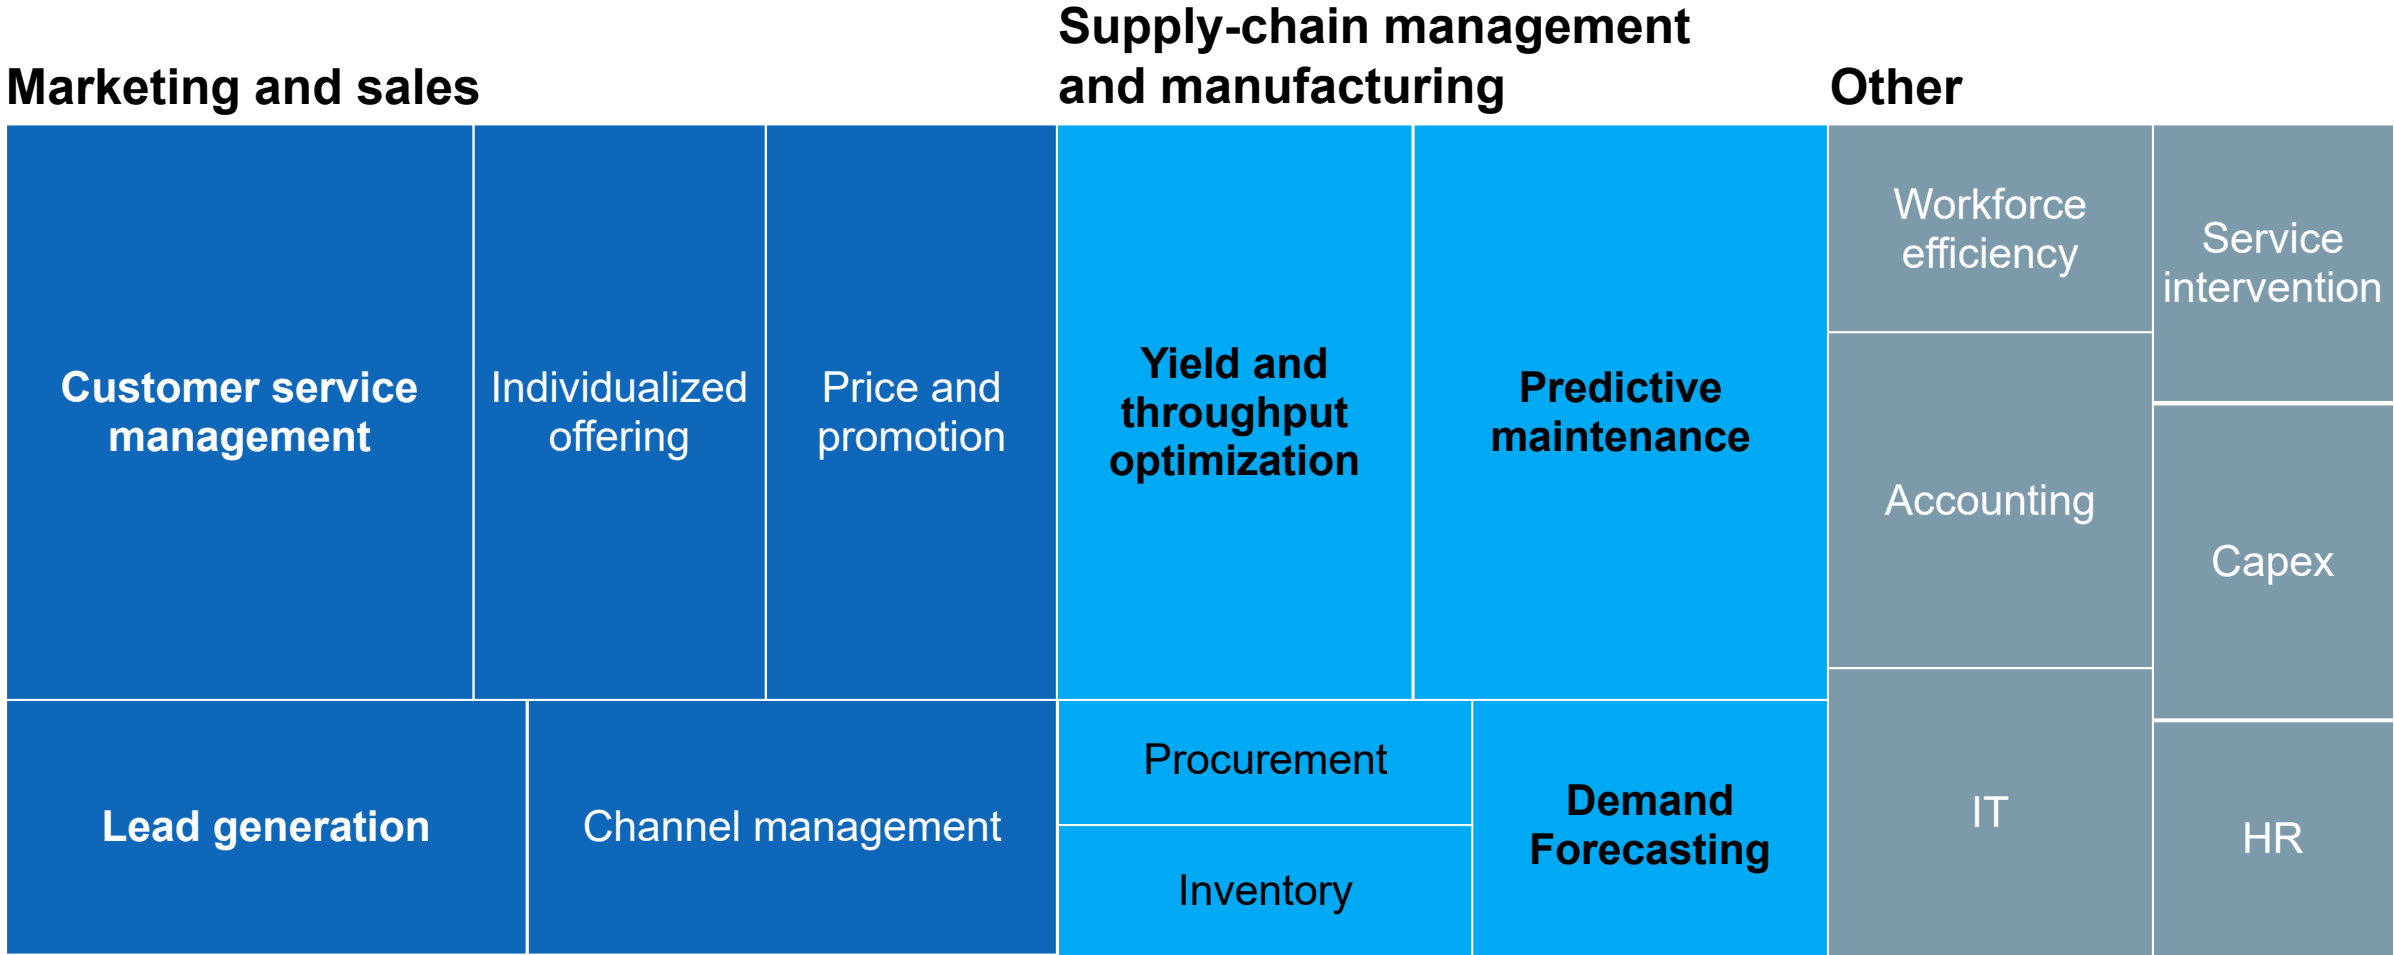 Marketing and sales
Supply-chain management
and manufacturing
Other
Customer service
management
Individualized
offering
Price and
promotion
Lead generation
Channel management
Yield and
throughput
optimization
Predictive
maintenance
Procurement
Inventory
Demand
Forecasting
Workforce
efficiency
Accounting
IT
Service
intervention
Capex
HR